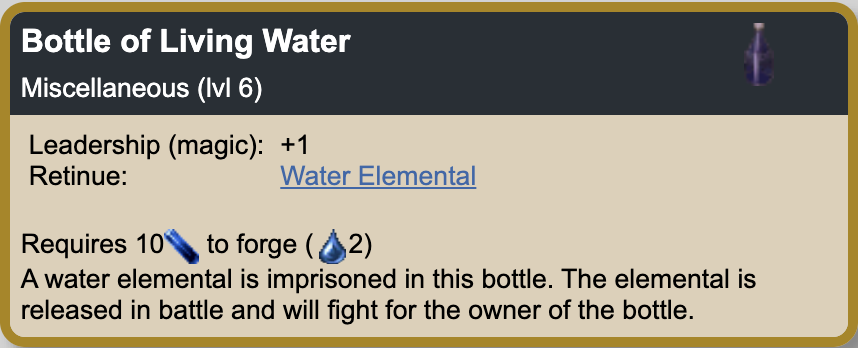 Bottle of Living Water
Miscellaneous (lvl 6)
Leadership (magic): +1
Retinue: Water Elemental
Requires 10 to forge ( 2)
A water elemental is imprisoned in this bottle. The elemental is
released in battle and will fight for the owner of the bottle.